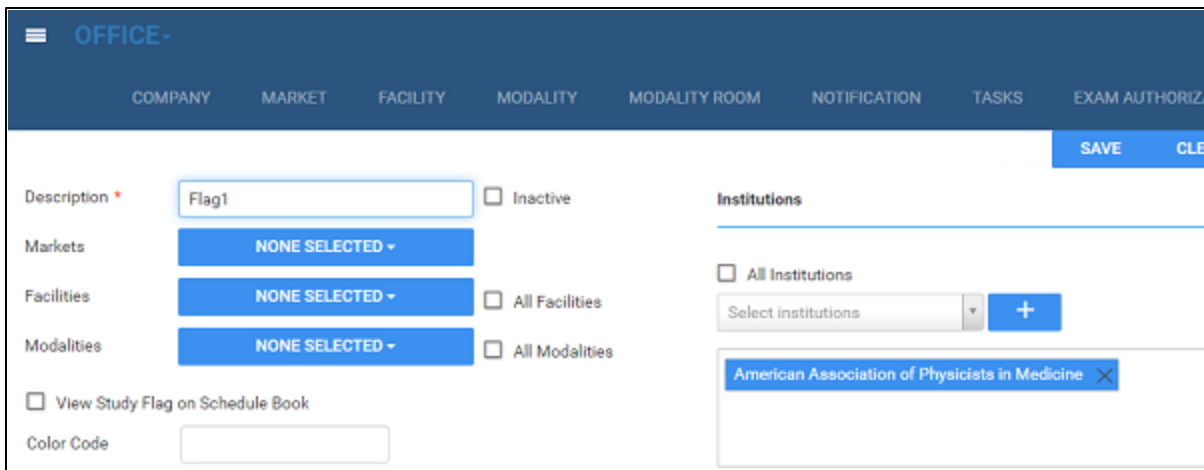 OFFICE
COMPANY MARKET FACILITY MODALITY MODALITY ROOM NOTIFICATION TASKS EXAM AUTHORIZA
SAVE CLE
Description * Flag1 Inactive Institutions
Markets NONE SELECTED
All Institutions
Facilities NONE SELECTED All Facilities
Select institutions +
Modalities NONE SELECTED All Modalities
American Association of Physicists in Medicine
View Study Flag on Schedule Book
Color Code